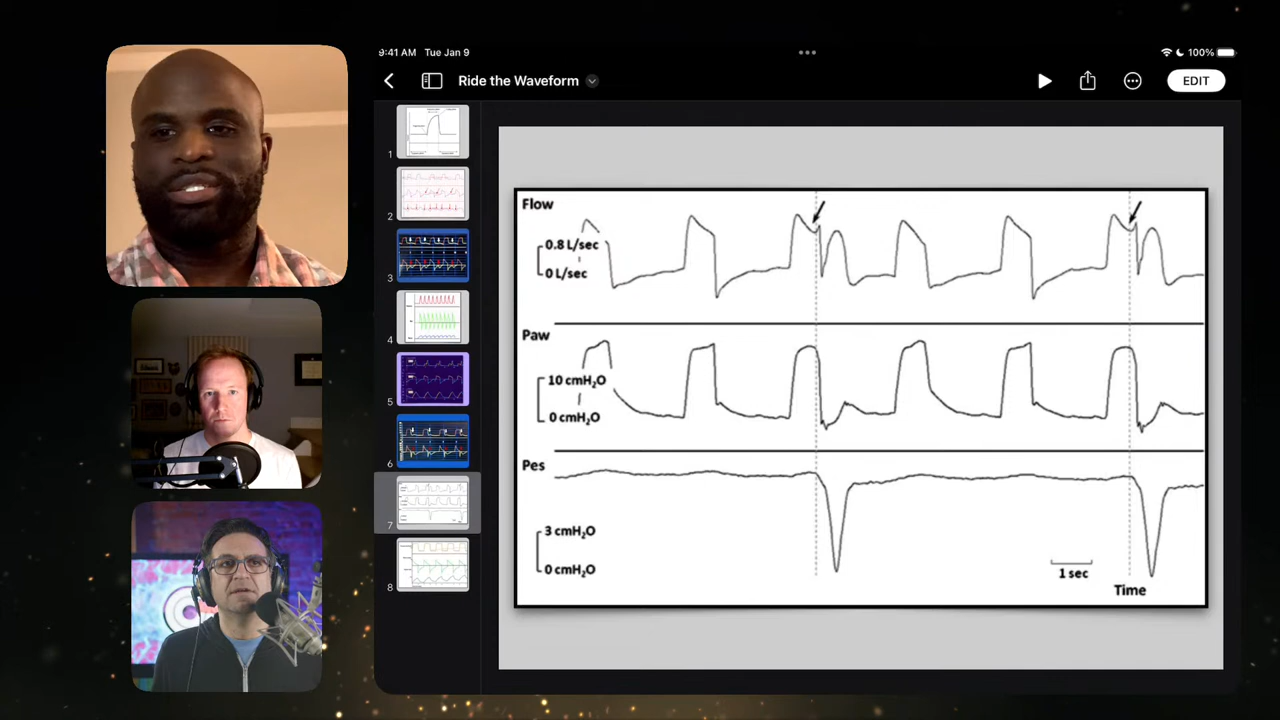 9:41 AM Tue Jan 9
100%
Ride the Waveform
EDIT
1
2
3
4
5
6
7
8
Flow
0.8 L/sec
0 L/sec
Paw
10 cmH₂O
0 cmH₂O
Pes
3 cmH₂O
0 cmH₂O
1 sec
Time